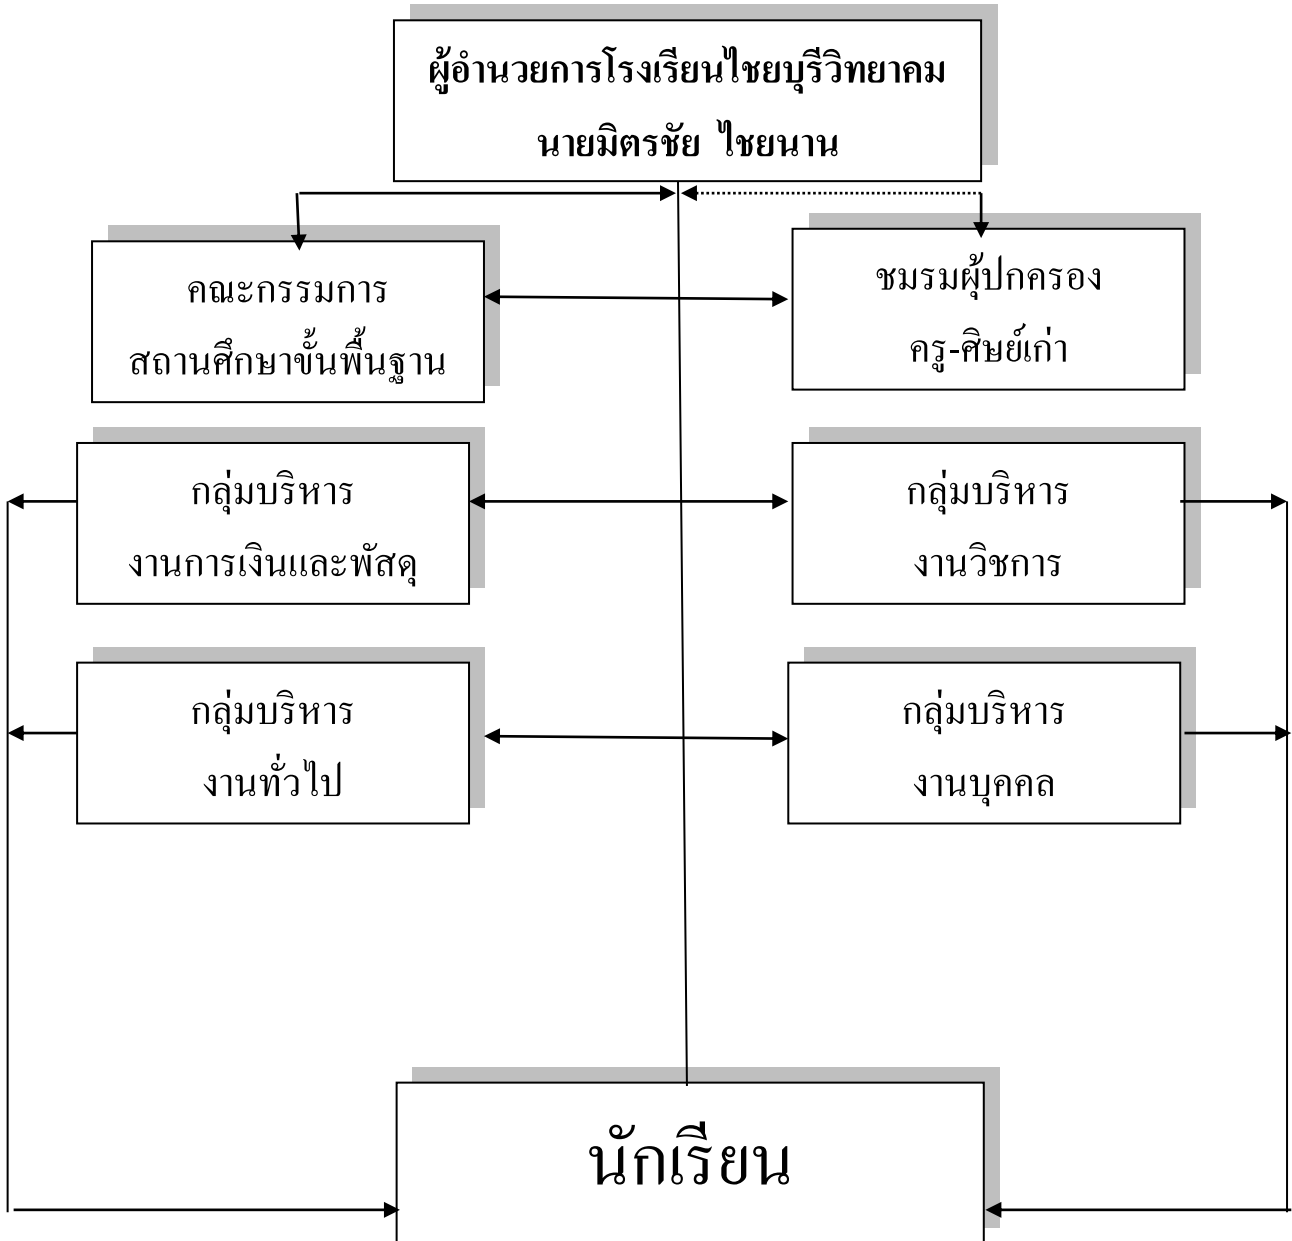 ผู้อำนวยการโรงเรียนไชยบุรีวิทยาคม
นายมิตรชัย ไชยนาน
คณะกรรมการ
สถานศึกษาขั้นพื้นฐาน
ชมรมผุ้ปกครอง
ครู-ศิษย์เก่า
กลุ่มบริหาร
งานการเงินและพัสดุ
กลุ่มบริหาร
งานวิชการ
กลุ่มบริหาร
งานทั่วไป
กลุ่มบริหาร
งานบุคคล
นักเรียน